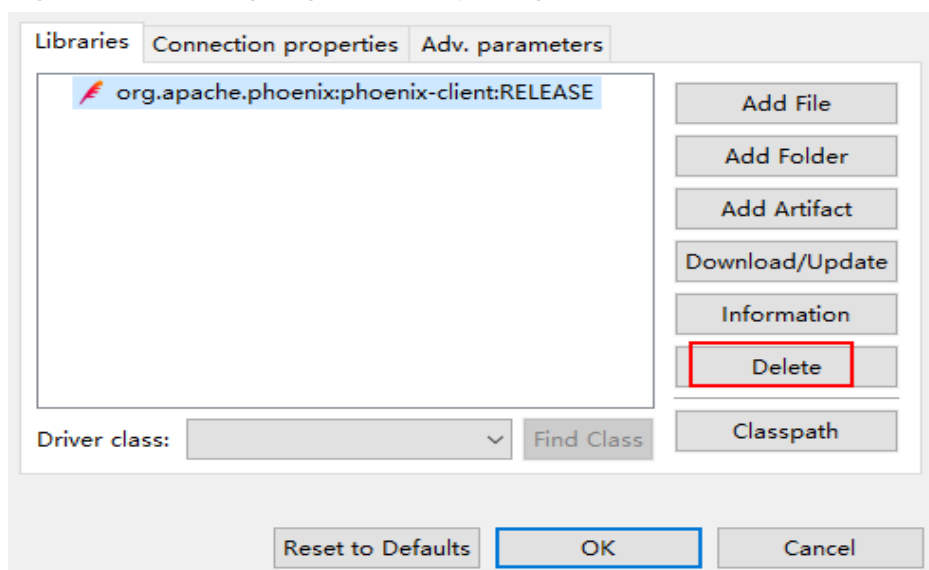 Libraries Connection properties Adv. parameters
org.apache.phoenix:phoenix-client:RELEASE
Add File
Add Folder
Add Artifact
Download/Update
Information
Delete
Classpath
Driver class: Find Class
Reset to Defaults OK Cancel